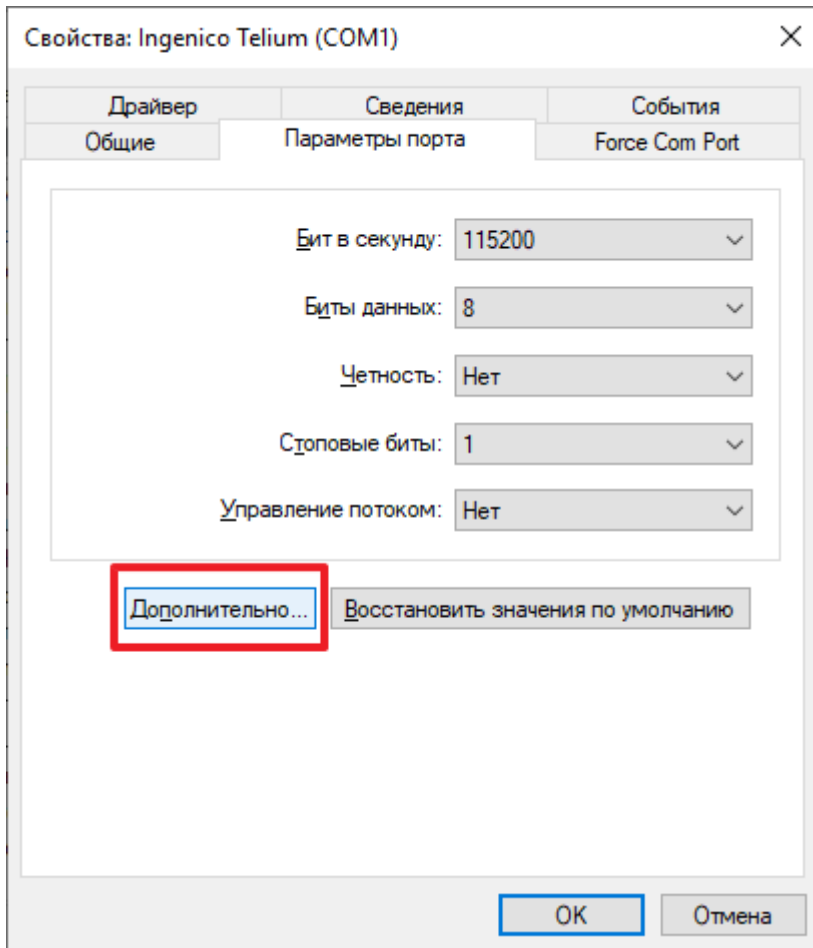 Свойства: Ingenico Telium (COM1)
Драйвер Сведения События
Общие Параметры порта Force Com Port
Бит в секунду: 115200
Биты данных: 8
Четность: Нет
Стоповые биты: 1
Управление потоком: Нет
Дополнительно... Восстановить значения по умолчанию
OK Отмена